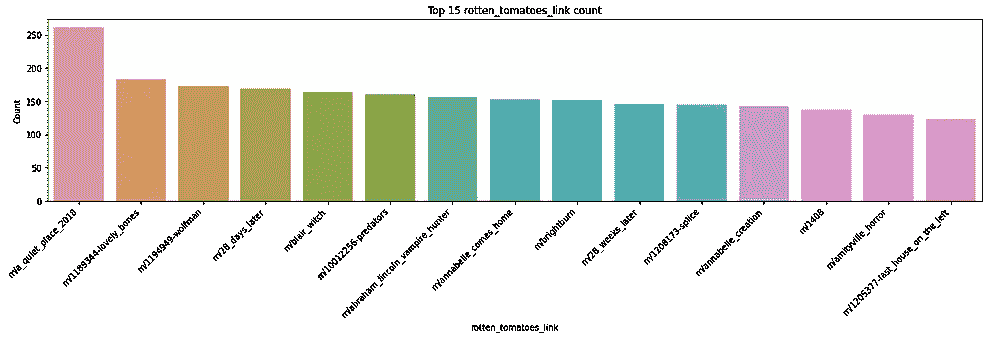 Top 15 rotten_tomatoes_link count
Count
250
200
150
100
50
0
m/a_quiet_place_2018
m/1189344-lovely_bones
m/1194949-wolfman
m/28_days_later
m/blair_witch
m/10012256-predators
m/abraham_lincoln_vampire_hunter
m/annabelle_comes_home
m/brightburn
m/28_weeks_later
m/1208173-splice
m/annabelle_creation
m/1408
m/amityville_horror
m/1205377-last_house_on_the_left
rotten_tomatoes_link